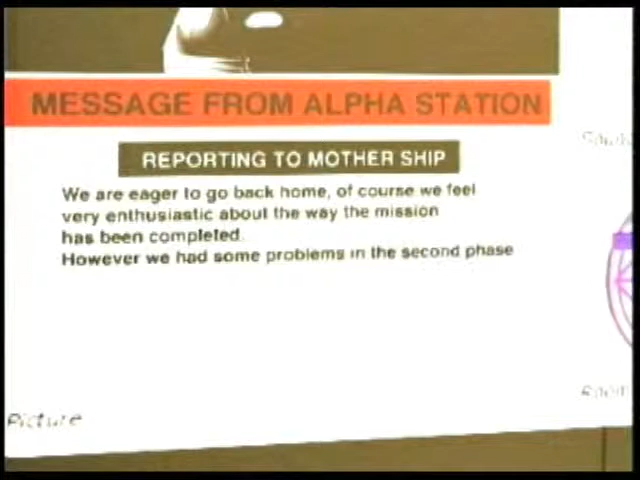 MESSAGE FROM ALPHA STATION
REPORTING TO MOTHER SHIP
We are eager to go back home, of course we feel
very enthusiastic about the way the mission
has been completed.
However we had some problems in the second phase
Picture